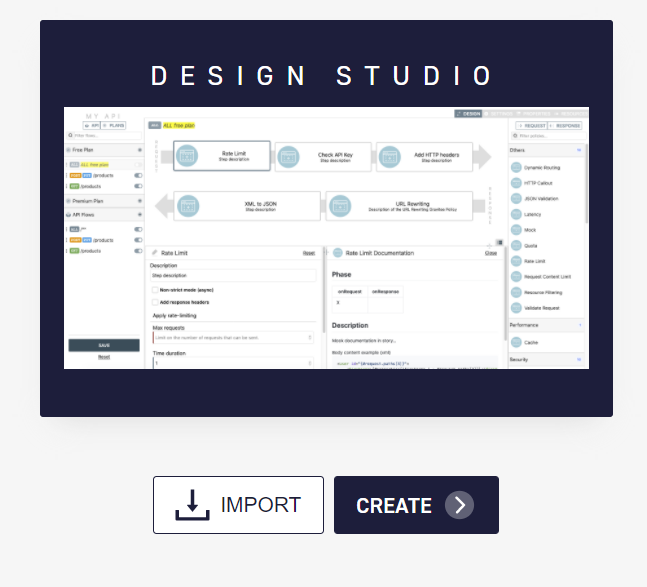 DESIGN STUDIO
MY API
API PLANS
Filter flows...
Free Plan
ALL free plan
/products
/products
Premium Plan
API Flows
ALL /**
/products
/products
SAVE
Reset
ALL free plan
DESIGN
REQUEST
RESPONSE
Rate Limit
Step description
Check API Key
Step description
Add HTTP headers
Step description
XML to JSON
Step description
URL Rewriting
Description of the URL Rewriting Gravitee Policy
Rate Limit
Reset
Description
Step description
Non-strict mode (async)
Add response headers
Apply rate-limiting
Max requests
Limit on the number of requests that can be sent.
Time duration
1
Rate Limit Documentation
Close
Phase
onRequest onResponse
X
Description
Mock documentation in story...
Body content example (xml)
Filter policies...
Others
Dynamic Routing
HTTP Callout
JSON Validation
Latency
Mock
Quota
Rate Limit
Request Content Limit
Resource Filtering
Validate Request
Performance
Cache
Security
IMPORT
CREATE